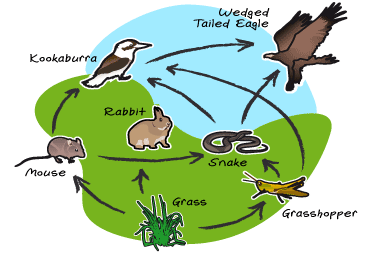 Wedged
Tailed Eagle
Kookaburra
Rabbit
Snake
Mouse
Grass
Grasshopper